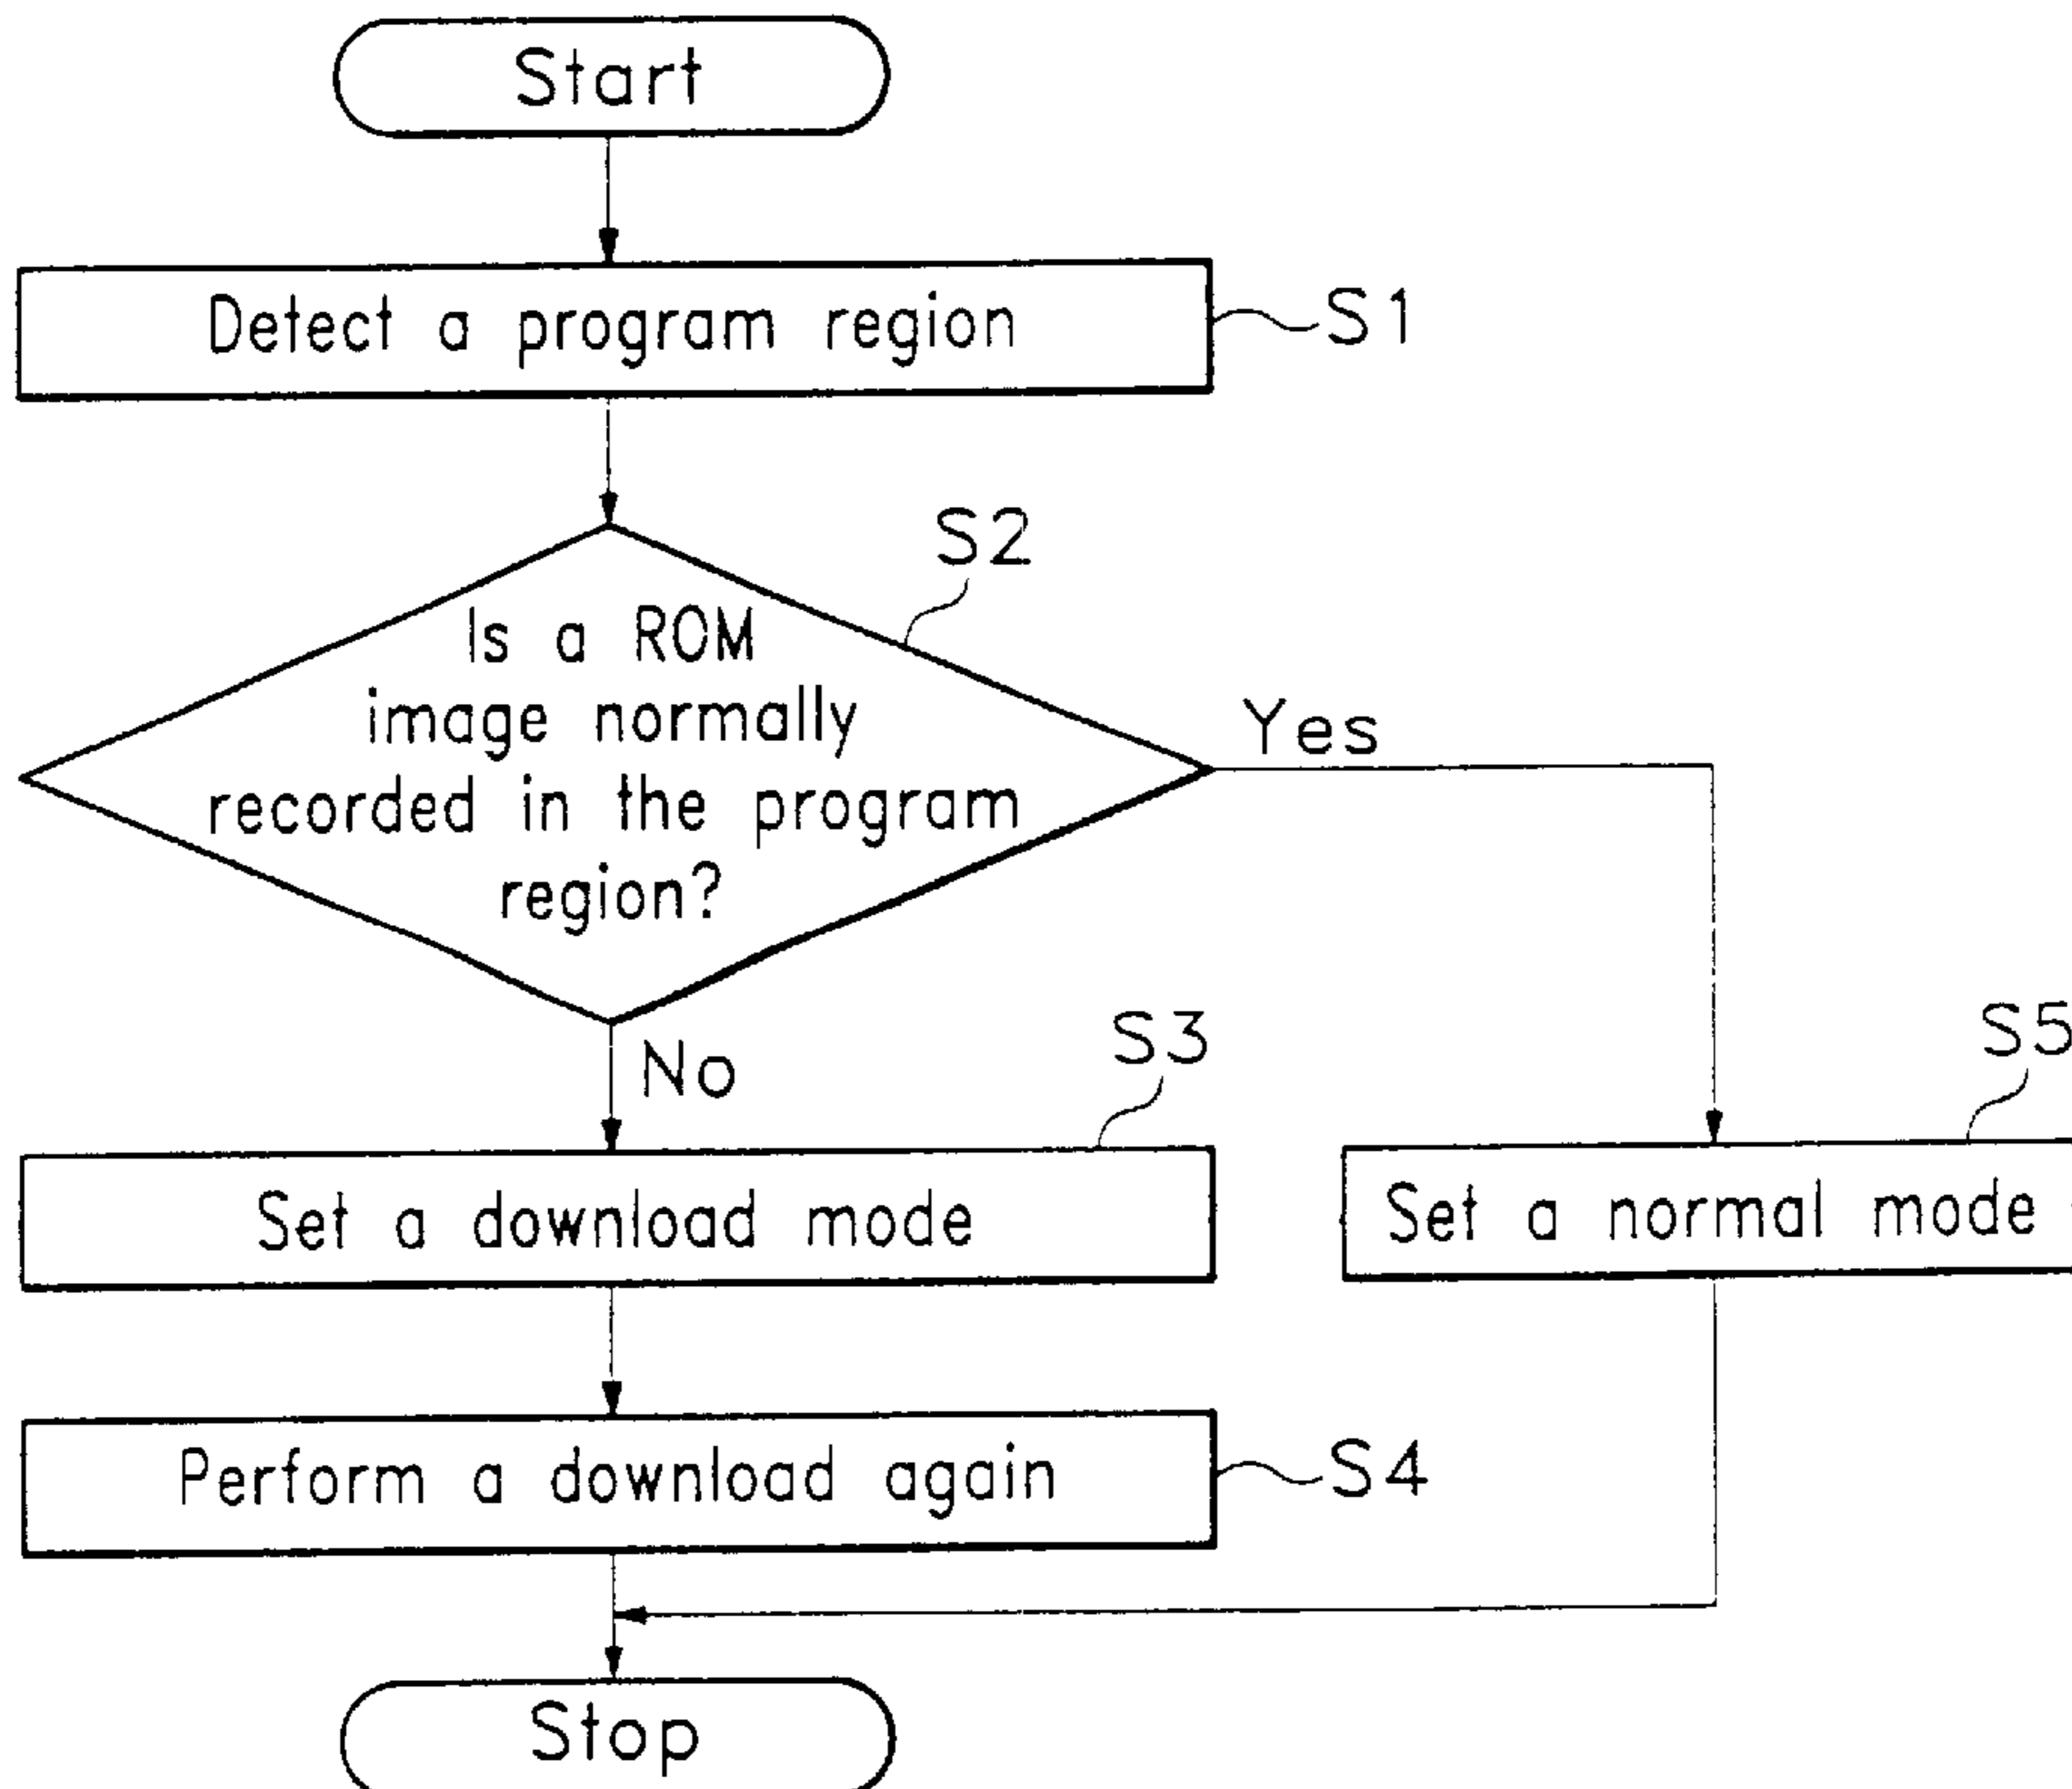 Start
Detect a program region
S1
S2
Is a ROM
image normally
recorded in the program
region?
Yes
No
S3
S5
Set a download mode
Set a normal mode
Perform a download again
S4
Stop